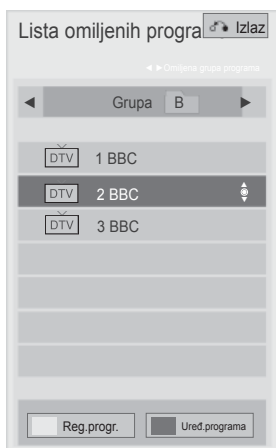 Lista omiljenih progra Izlaz
◄ ►Omiljena grupa programa
◄ Grupa B ►
DTV 1 BBC
DTV 2 BBC
DTV 3 BBC
Reg.progr. Uređ.programa